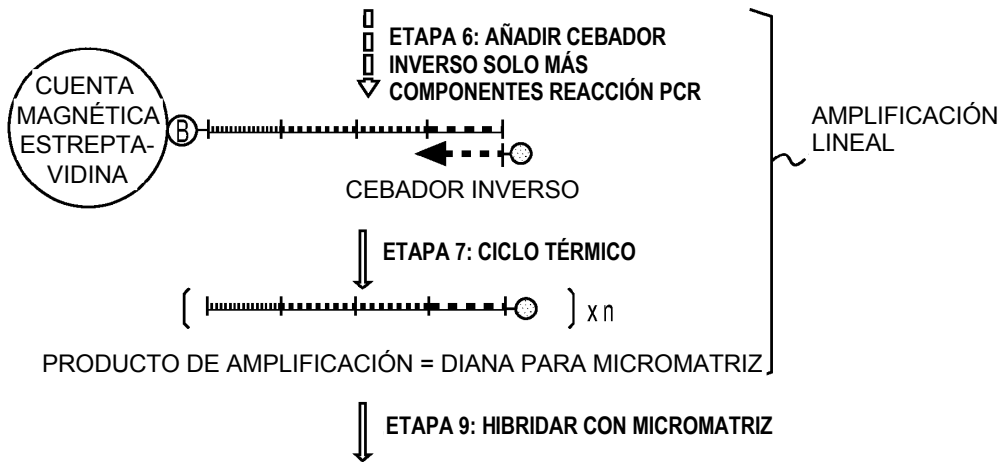 ETAPA 6: AÑADIR CEBADOR
INVERSO SOLO MÁS
COMPONENTES REACCIÓN PCR
CUENTA
MAGNÉTICA
ESTREPTA-
VIDINA
B
AMPLIFICACIÓN
LINEAL
CEBADOR INVERSO
ETAPA 7: CICLO TÉRMICO
x n
PRODUCTO DE AMPLIFICACIÓN = DIANA PARA MICROMATRIZ
ETAPA 9: HIBRIDAR CON MICROMATRIZ